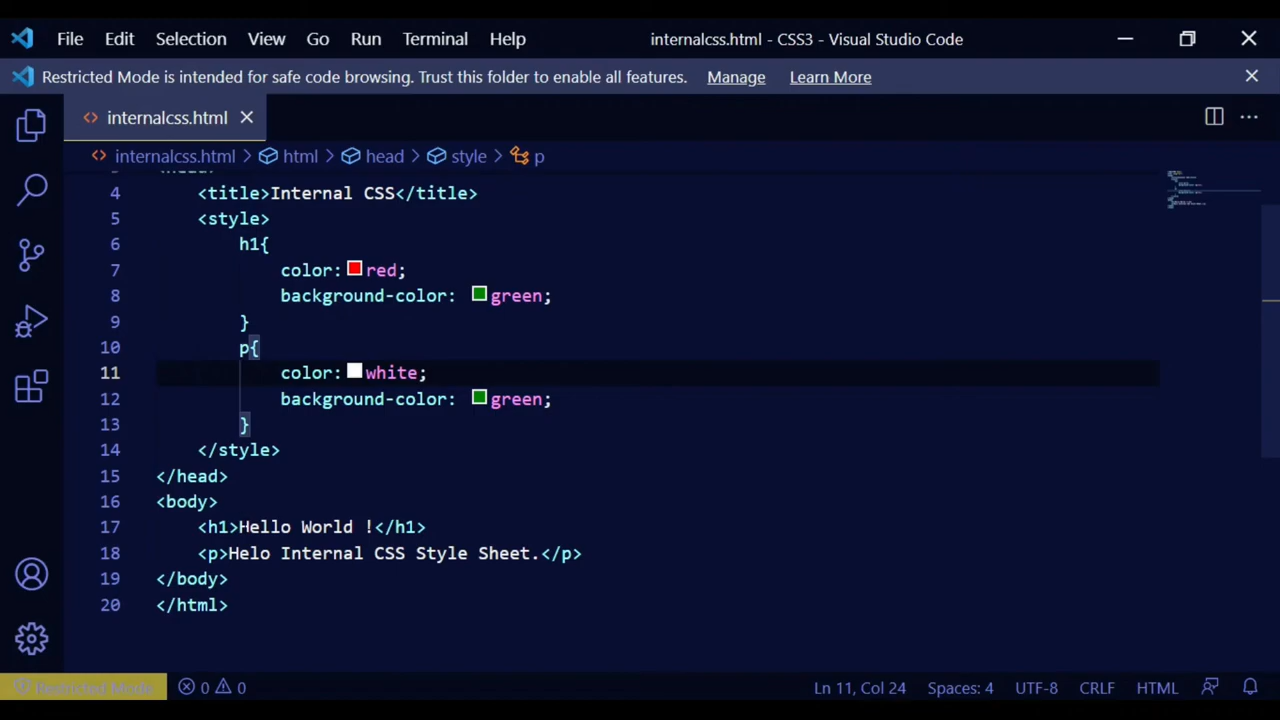 File Edit Selection View Go Run Terminal Help internalcss.html - CSS3 - Visual Studio Code
Restricted Mode is intended for safe code browsing. Trust this folder to enable all features. Manage Learn More
internalcss.html
internalcss.html > html > head > style > p
3 <head>
4 <title>Internal CSS</title>
5 <style>
6 h1{
7 color: red;
8 background-color: green;
9 }
10 p{
11 color: white;
12 background-color: green;
13 }
14 </style>
15 </head>
16 <body>
17 <h1>Hello World !</h1>
18 <p>Helo Internal CSS Style Sheet.</p>
19 </body>
20 </html>
Restricted Mode 0 0 Ln 11, Col 24 Spaces: 4 UTF-8 CRLF HTML